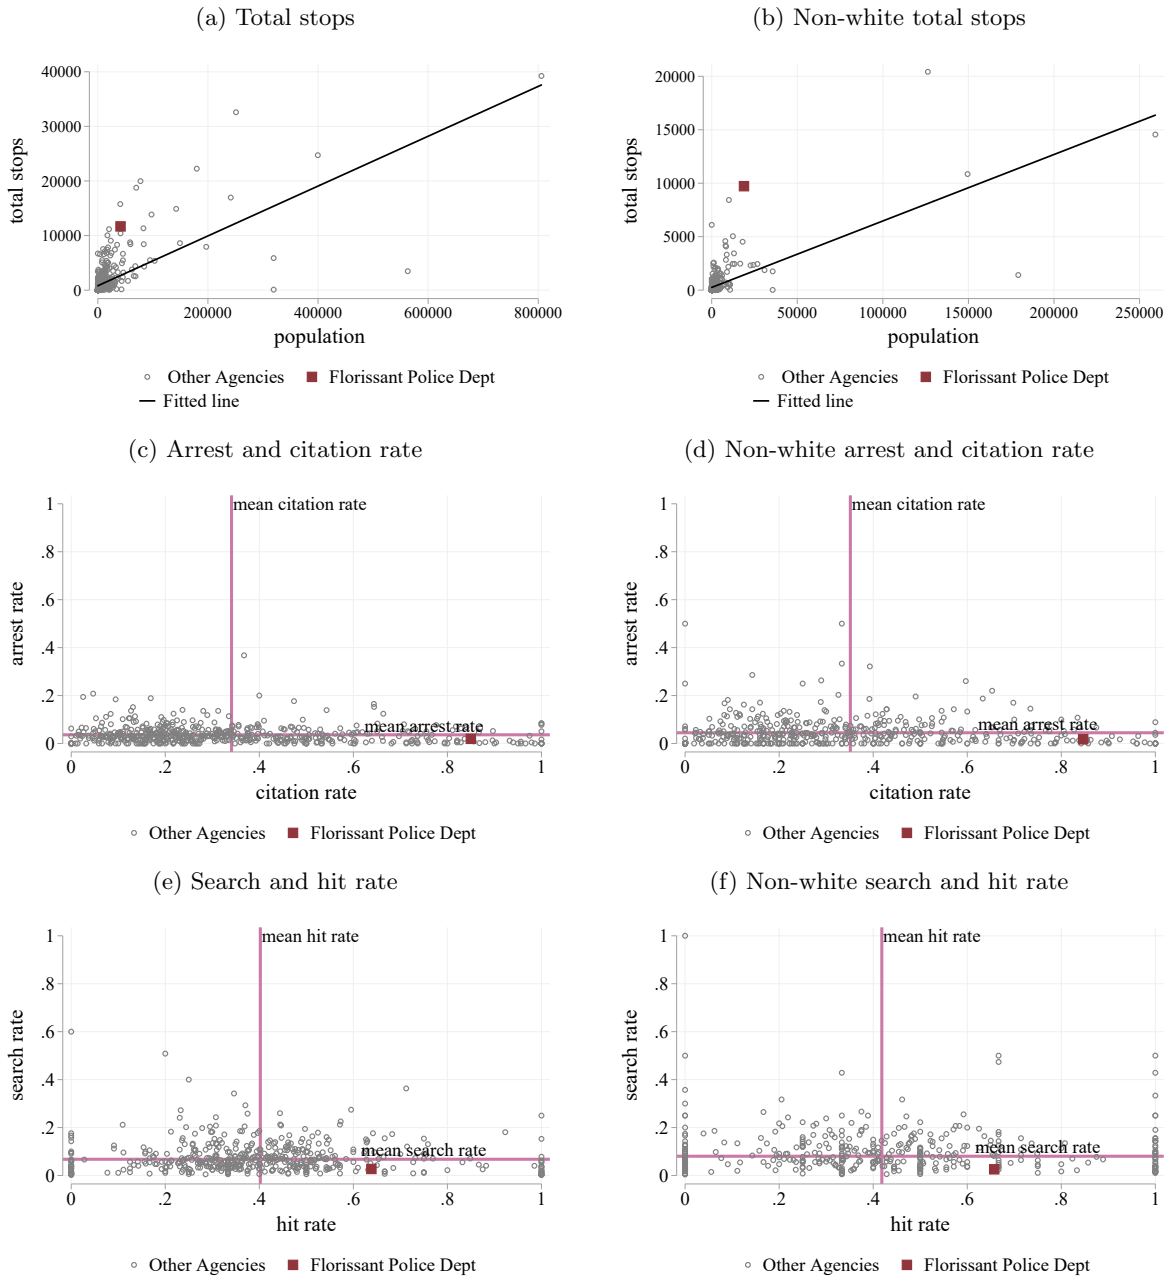 (a) Total stops
(b) Non-white total stops
total stops
40000
30000
20000
10000
0
0 200000 400000 600000 800000
population
Other Agencies Florissant Police Dept
Fitted line
total stops
20000
15000
10000
5000
0
0 50000 100000 150000 200000 250000
population
Other Agencies Florissant Police Dept
Fitted line
(c) Arrest and citation rate
(d) Non-white arrest and citation rate
arrest rate
1
.8
.6
.4
.2
0
mean citation rate
mean arrest rate
0 .2 .4 .6 .8 1
citation rate
Other Agencies Florissant Police Dept
arrest rate
1
.8
.6
.4
.2
0
mean citation rate
mean arrest rate
0 .2 .4 .6 .8 1
citation rate
Other Agencies Florissant Police Dept
(e) Search and hit rate
(f) Non-white search and hit rate
search rate
1
.8
.6
.4
.2
0
mean hit rate
mean search rate
0 .2 .4 .6 .8 1
hit rate
Other Agencies Florissant Police Dept
search rate
1
.8
.6
.4
.2
0
mean hit rate
mean search rate
0 .2 .4 .6 .8 1
hit rate
Other Agencies Florissant Police Dept